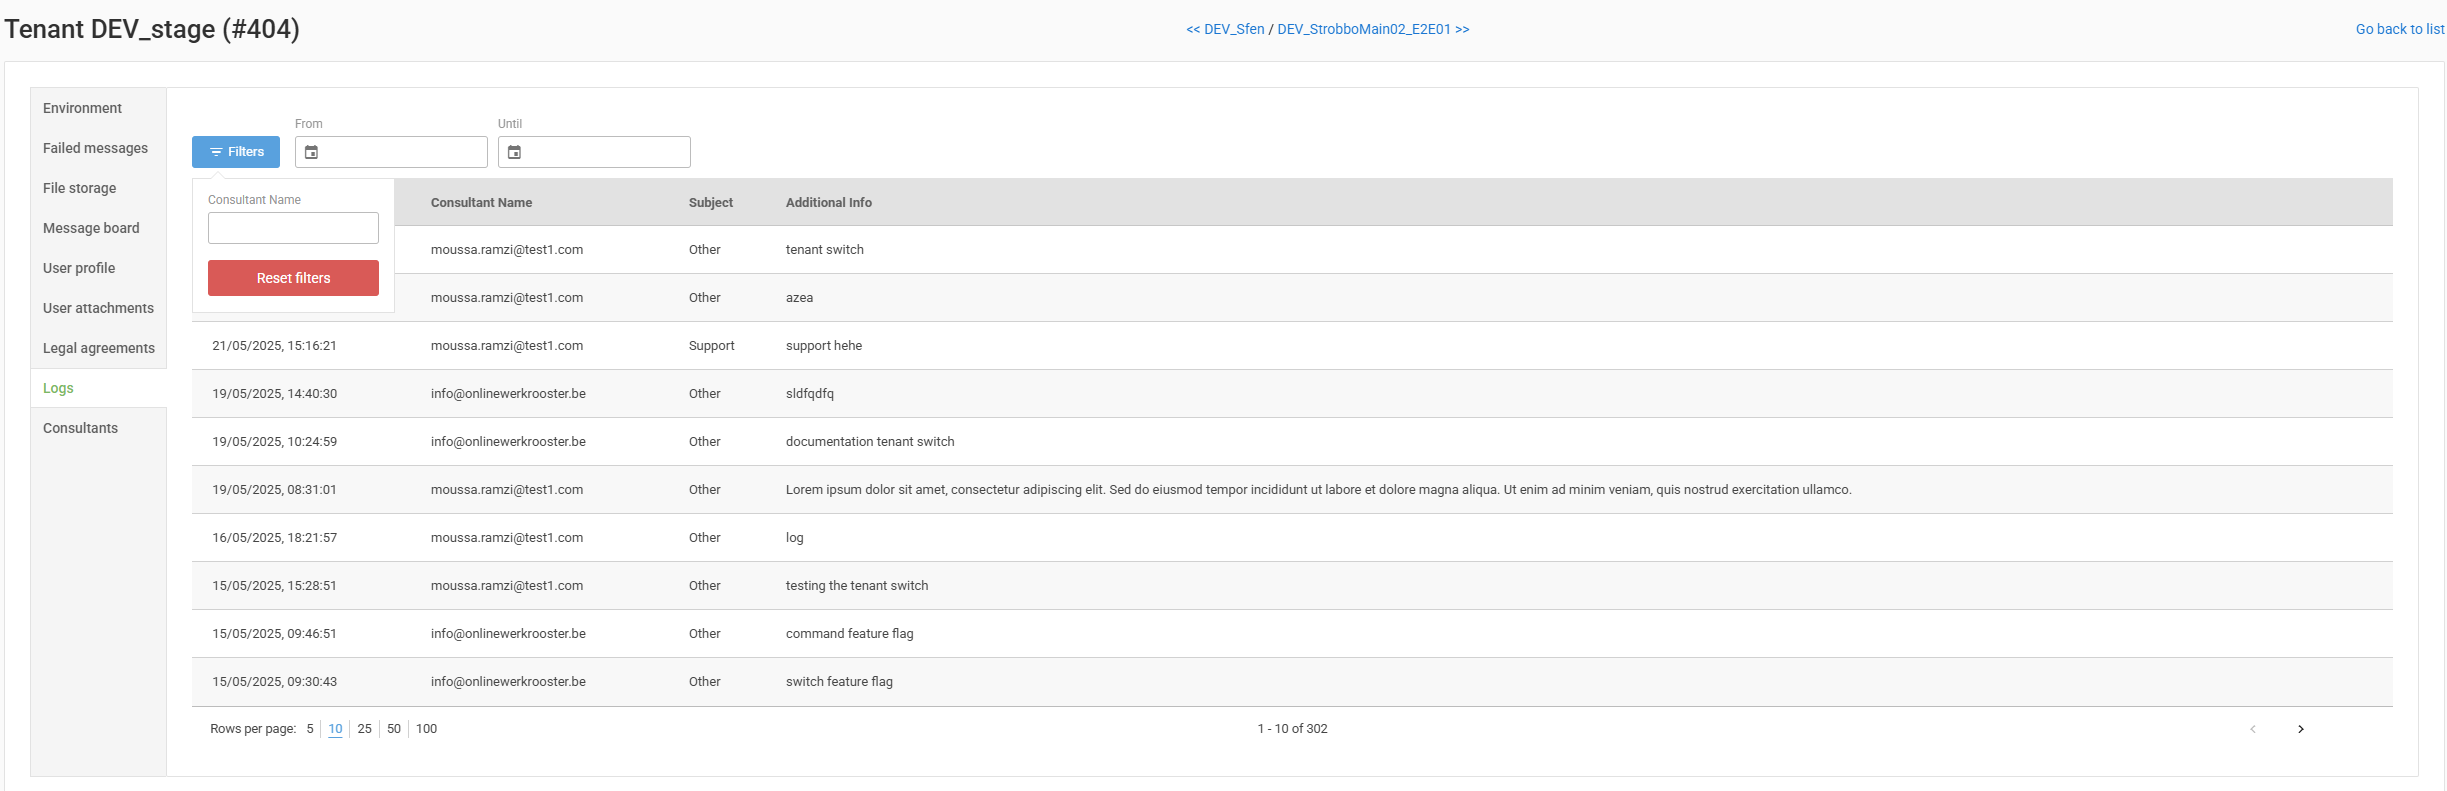 Tenant DEV_stage (#404)
<< DEV_Sfen / DEV_StrobboMain02_E2E01 >>
Go back to list
Environment
Failed messages
File storage
Message board
User profile
User attachments
Legal agreements
Logs
Consultants
From
Until
Filters
Consultant Name
Reset filters
Consultant Name Subject Additional Info
moussa.ramzi@test1.com Other tenant switch
moussa.ramzi@test1.com Other azea
21/05/2025, 15:16:21 moussa.ramzi@test1.com Support support hehe
19/05/2025, 14:40:30 info@onlinewerkrooster.be Other sldfqdfq
19/05/2025, 10:24:59 info@onlinewerkrooster.be Other documentation tenant switch
19/05/2025, 08:31:01 moussa.ramzi@test1.com Other Lorem ipsum dolor sit amet, consectetur adipiscing elit. Sed do eiusmod tempor incididunt ut labore et dolore magna aliqua. Ut enim ad minim veniam, quis nostrud exercitation ullamco.
16/05/2025, 18:21:57 moussa.ramzi@test1.com Other log
15/05/2025, 15:28:51 moussa.ramzi@test1.com Other testing the tenant switch
15/05/2025, 09:46:51 info@onlinewerkrooster.be Other command feature flag
15/05/2025, 09:30:43 info@onlinewerkrooster.be Other switch feature flag
Rows per page: 5 10 25 50 100
1 - 10 of 302